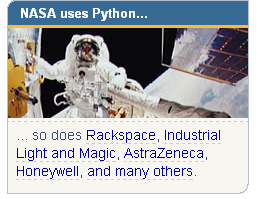 NASA uses Python...
... so does Rackspace, Industrial
Light and Magic, AstraZeneca,
Honeywell, and many others.